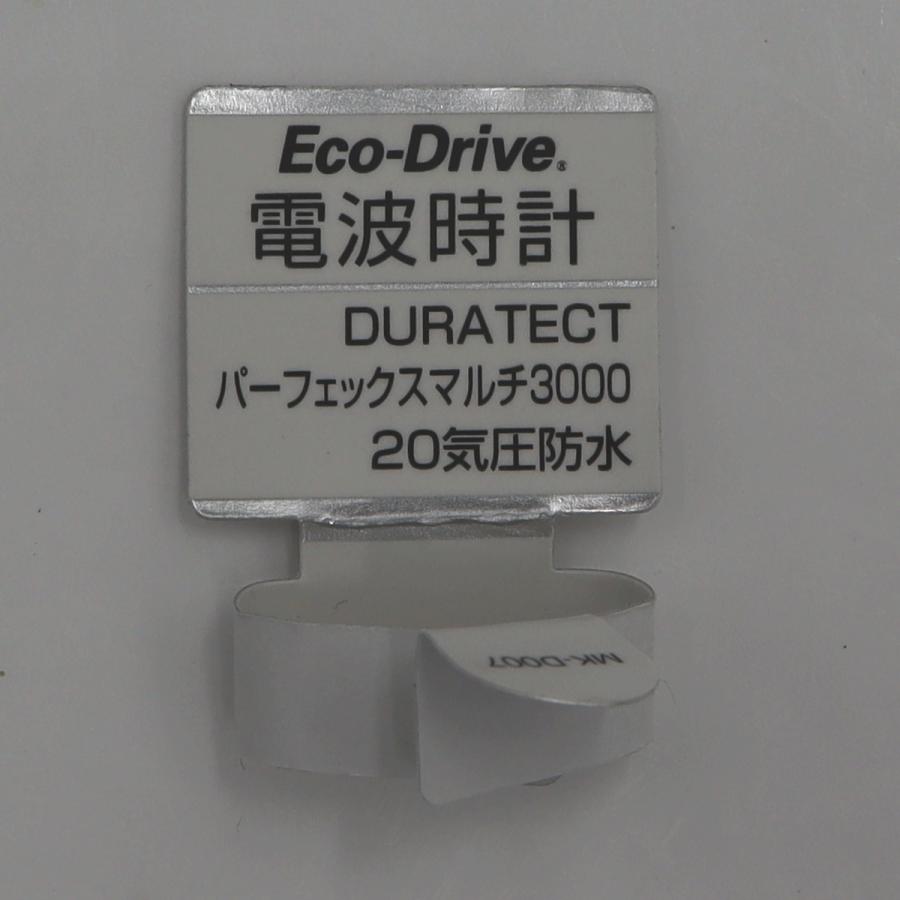 Eco-Drive®
電波時計
DURATECT
パーフェックスマルチ3000
20気圧防水
MK-D007